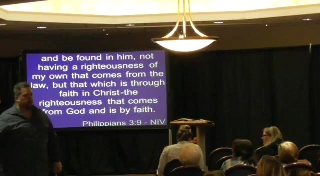 and be found in him, not
having a righteousness of
my own that comes from the
law, but that which is through
faith in Christ-the
righteousness that comes
from God and is by faith.
Philippians 3:9 - NIV